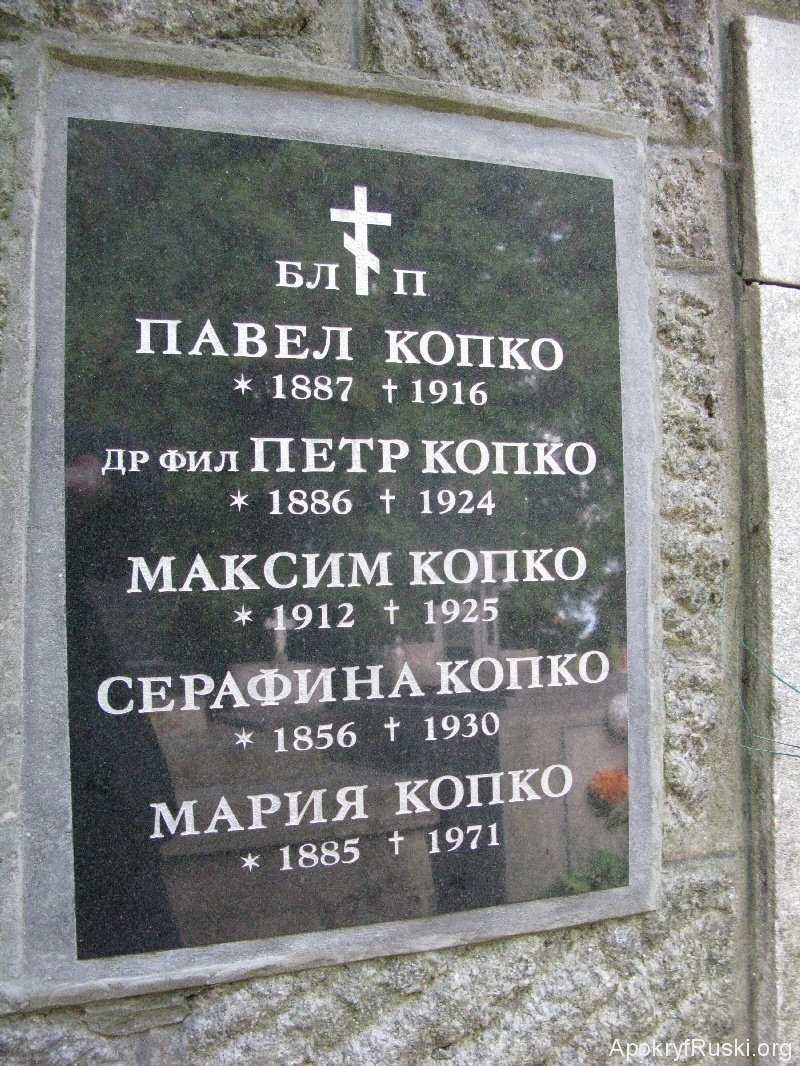 БЛ П
ПАВЕЛ КОПКО
* 1887 † 1916
ДР ФИЛ ПЕТР КОПКО
* 1886 † 1924
МАКСИМ КОПКО
* 1912 † 1925
СЕРАФИНА КОПКО
* 1856 † 1930
МАРИЯ КОПКО
* 1885 † 1971
ApokryfRuski.org